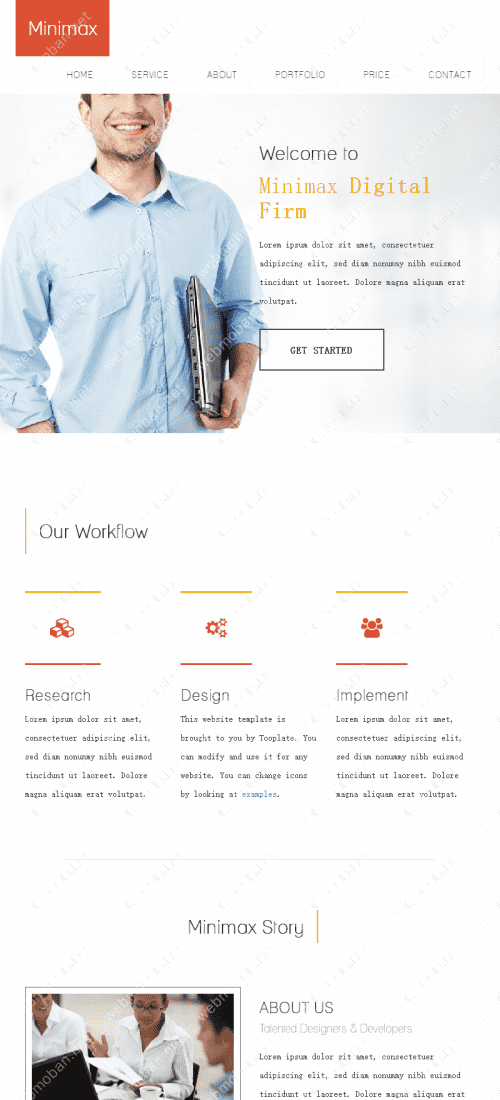 Minimax
HOME SERVICE ABOUT PORTFOLIO PRICE CONTACT
Welcome to
Minimax Digital
Firm
Lorem ipsum dolor sit amet, consectetuer
adipiscing elit, sed diam nonummy nibh euismod
tincidunt ut laoreet. Dolore magna aliquam erat
volutpat.
GET STARTED
Our Workflow
Research
Lorem ipsum dolor sit amet,
consectetuer adipiscing elit,
sed diam nonummy nibh euismod
tincidunt ut laoreet. Dolore
magna aliquam erat volutpat.
Design
This website template is
brought to you by Tooplate. You
can modify and use it for any
website. You can change icons
by looking at examples.
Implement
Lorem ipsum dolor sit amet,
consectetuer adipiscing elit,
sed diam nonummy nibh euismod
tincidunt ut laoreet. Dolore
magna aliquam erat volutpat.
Minimax Story
ABOUT US
Talented Designers & Developers
Lorem ipsum dolor sit amet, consectetuer
adipiscing elit, sed diam nonummy nibh euismod
tincidunt ut laoreet. Dolore magna aliquam erat